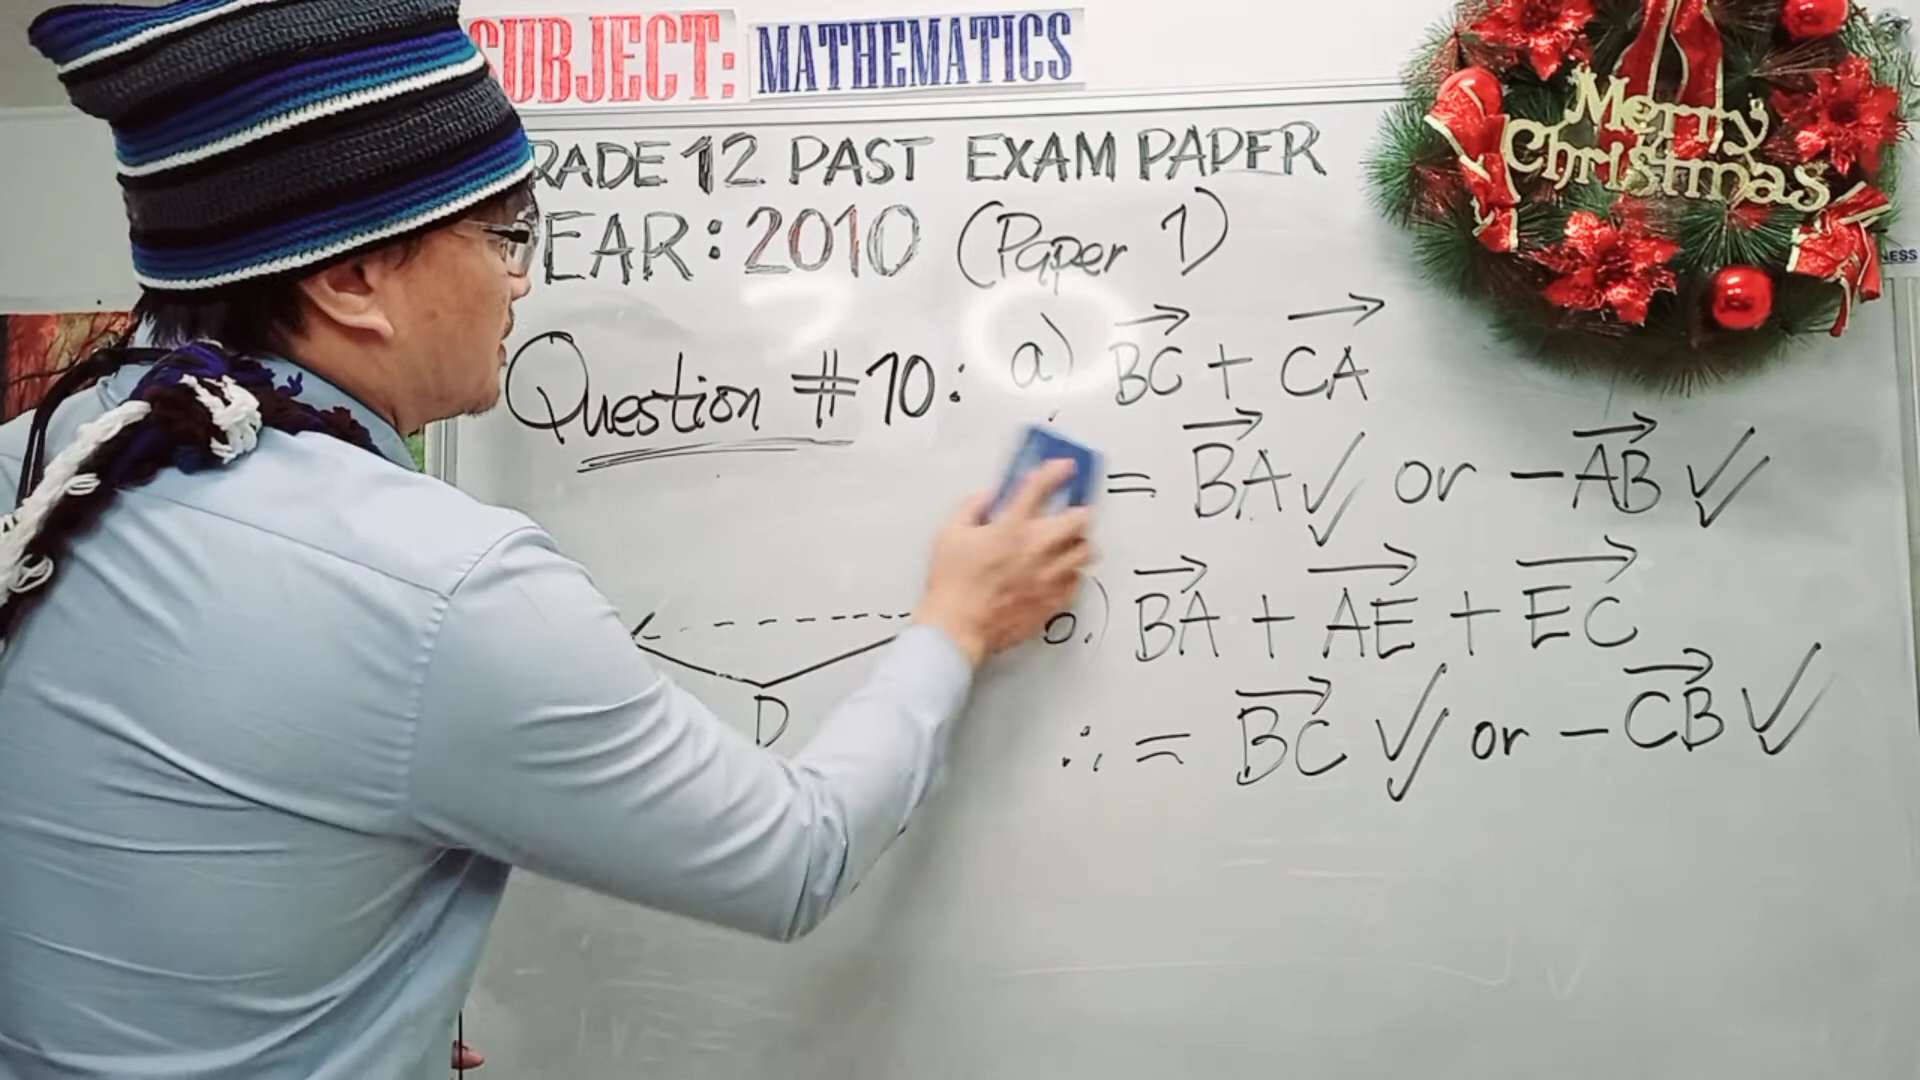 SUBJECT: MATHEMATICS
RADE 12 PAST EXAM PAPER
EAR: 2010 (Paper 1)
Question #10: a) BC + CA
= BA ✓ or -AB ✓
b.) BA + AE + EC
∴ = BC ✓ or -CB ✓
D
Merry
Christmas
NESS